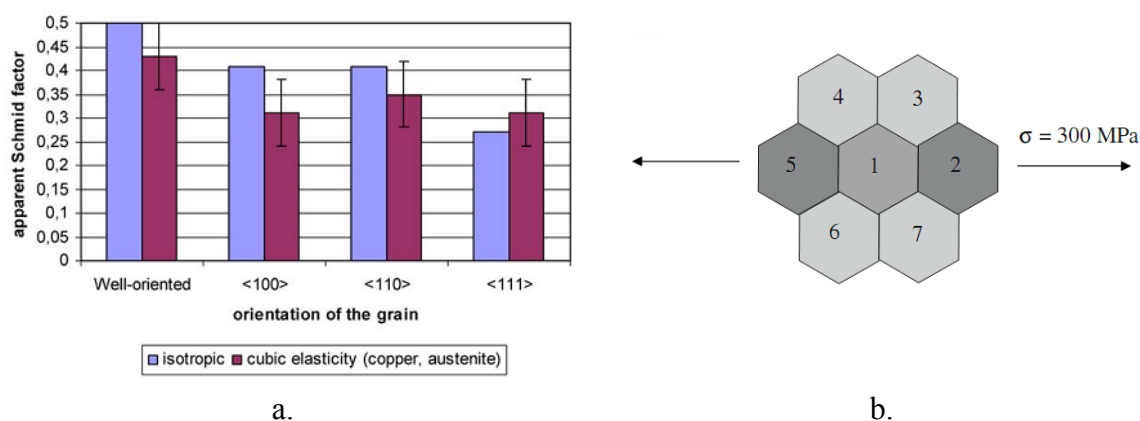 apparent Schmid factor
0,5
0,45
0,4
0,35
0,3
0,25
0,2
0,15
0,1
0,05
0
Well-oriented <100> <110> <111>
orientation of the grain
isotropic cubic elasticity (copper, austenite)
a.
4 3
5 1 2
6 7
σ = 300 MPa
b.